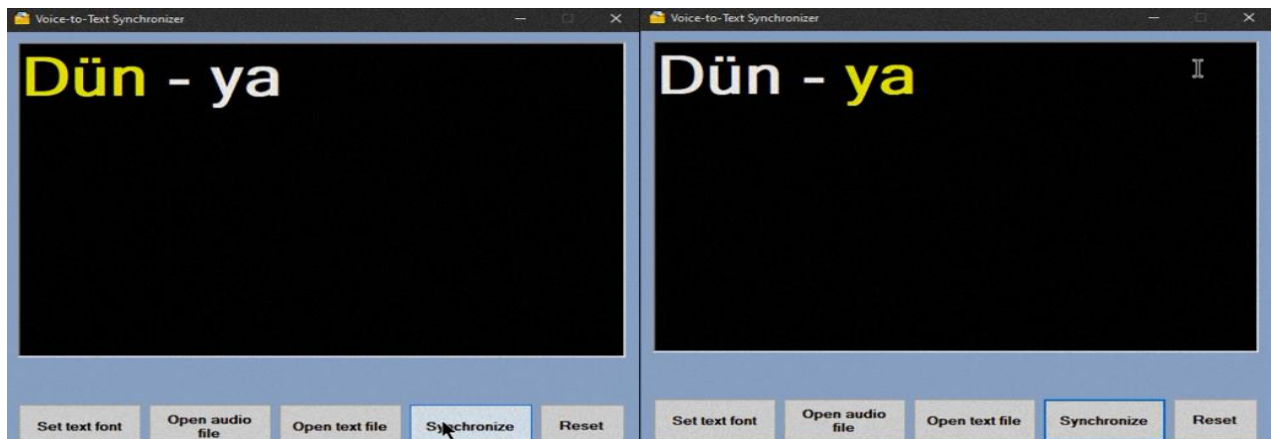 Voice-to-Text Synchronizer
Dün - ya
Set text font
Open audio
file
Open text file
Synchronize
Reset
Voice-to-Text Synchronizer
Dün - ya
Set text font
Open audio
file
Open text file
Synchronize
Reset